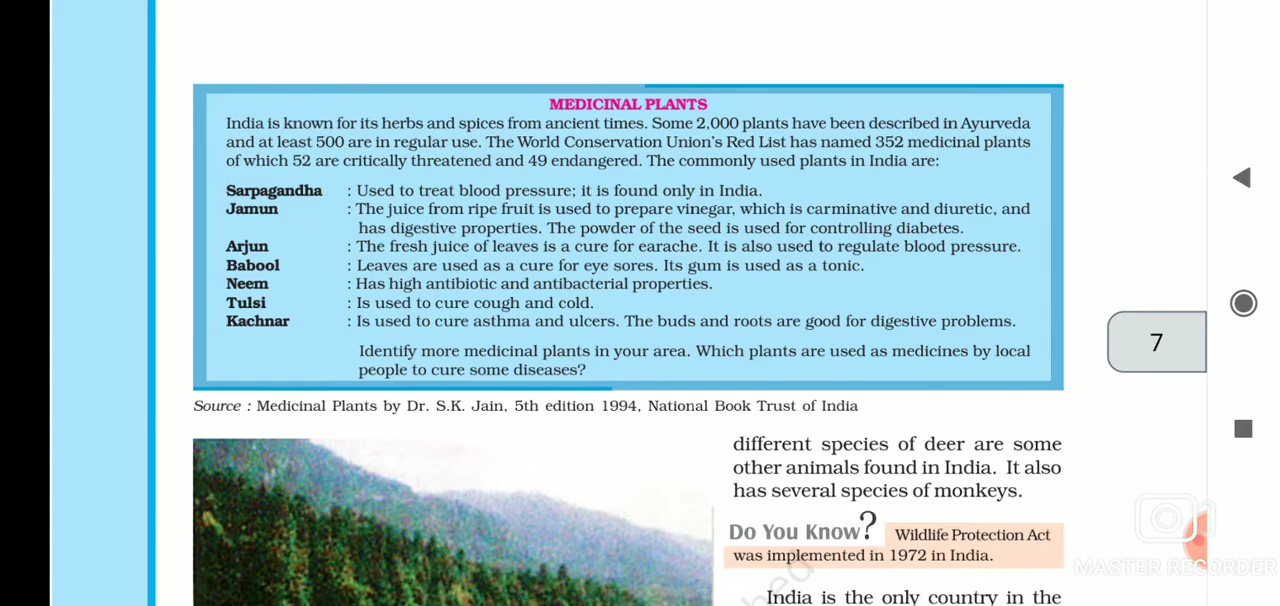 MEDICINAL PLANTS
India is known for its herbs and spices from ancient times. Some 2,000 plants have been described in Ayurveda
and at least 500 are in regular use. The World Conservation Union's Red List has named 352 medicinal plants
of which 52 are critically threatened and 49 endangered. The commonly used plants in India are:
Sarpagandha : Used to treat blood pressure; it is found only in India.
Jamun : The juice from ripe fruit is used to prepare vinegar, which is carminative and diuretic, and
has digestive properties. The powder of the seed is used for controlling diabetes.
Arjun : The fresh juice of leaves is a cure for earache. It is also used to regulate blood pressure.
Babool : Leaves are used as a cure for eye sores. Its gum is used as a tonic.
Neem : Has high antibiotic and antibacterial properties.
Tulsi : Is used to cure cough and cold.
Kachnar : Is used to cure asthma and ulcers. The buds and roots are good for digestive problems.
Identify more medicinal plants in your area. Which plants are used as medicines by local
people to cure some diseases?
Source : Medicinal Plants by Dr. S.K. Jain, 5th edition 1994, National Book Trust of India
7
different species of deer are some
other animals found in India. It also
has several species of monkeys.
Do You Know? Wildlife Protection Act
was implemented in 1972 in India.
India is the only country in the
MASTER RECORDER